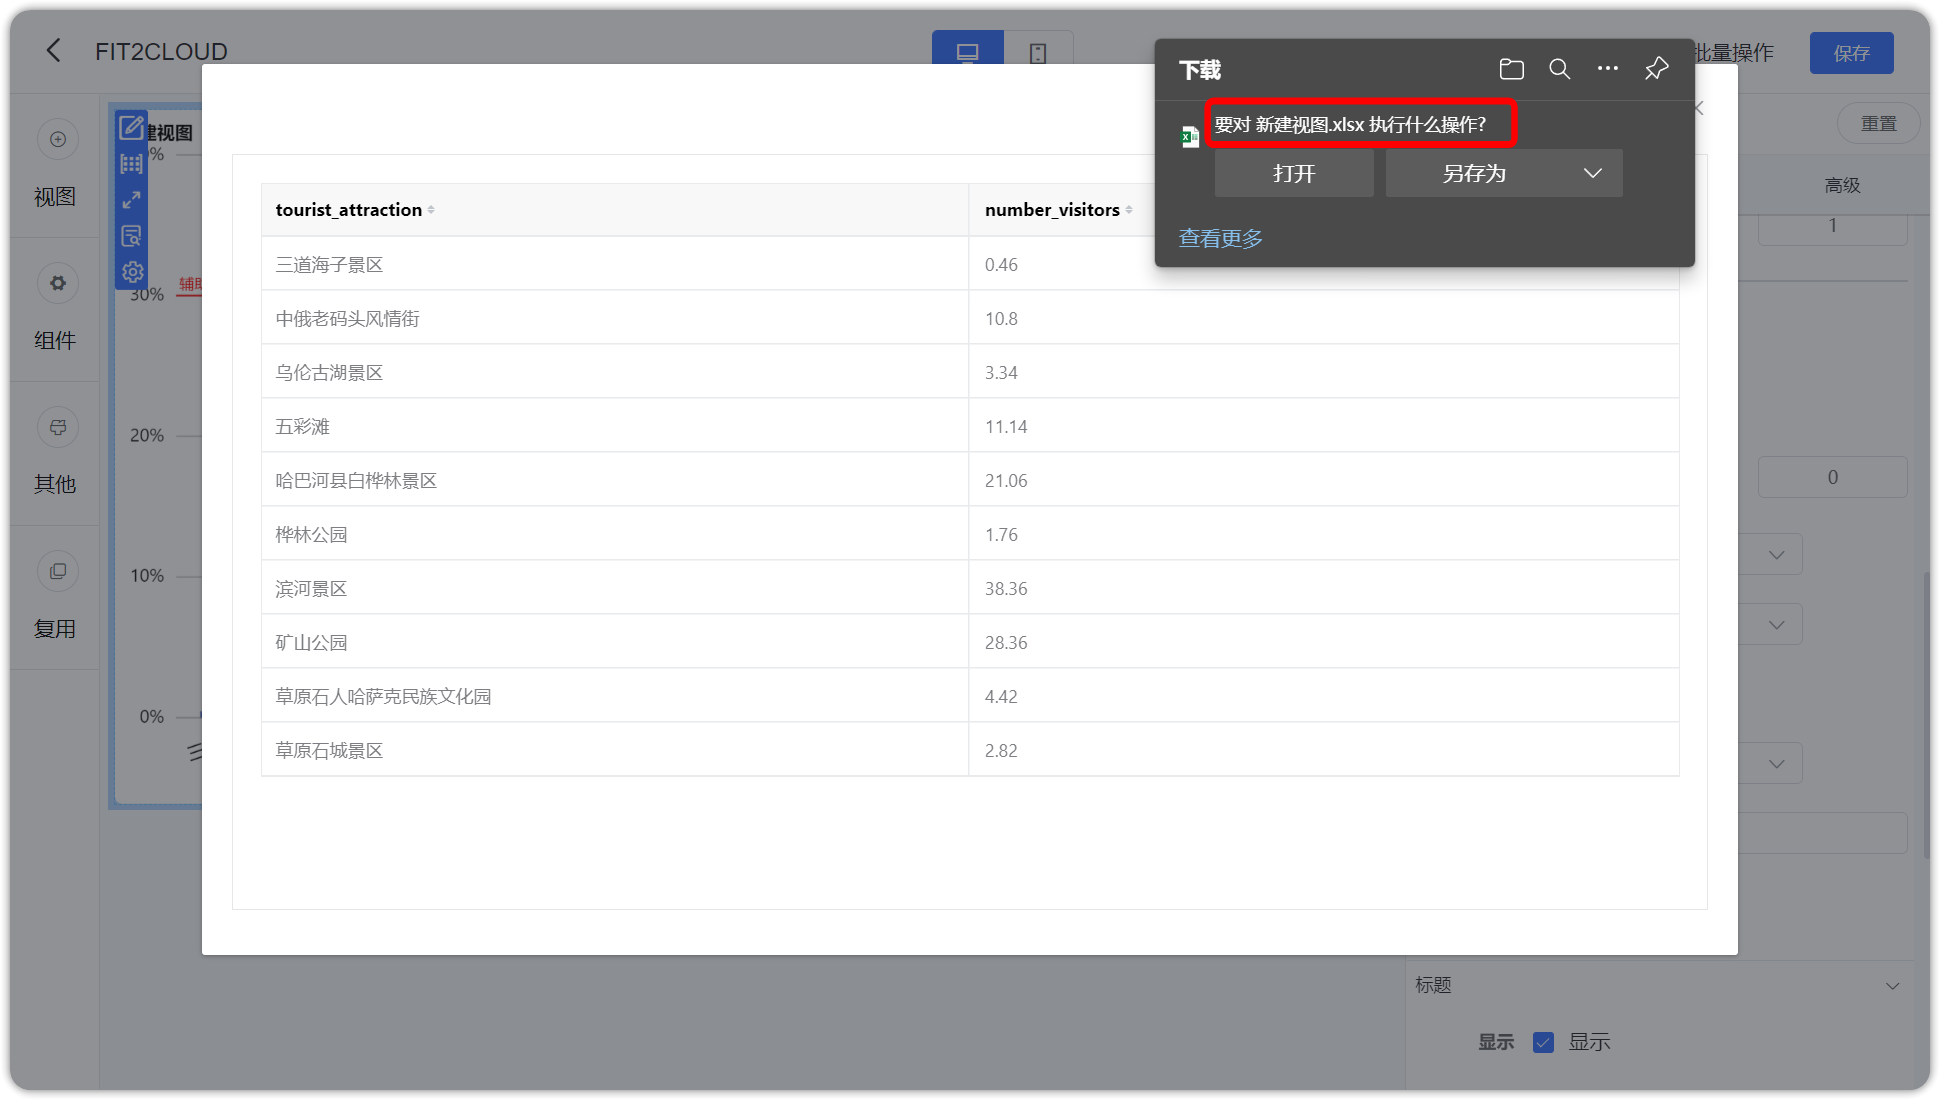 FIT2CLOUD
批量操作
保存
下载
要对 新建视图.xlsx 执行什么操作?
打开
另存为
查看更多
重置
高级
1
0
视图
组件
其他
复用
建视图
%
30%
辅助
20%
10%
0%
tourist_attraction number_visitors
三道海子景区 0.46
中俄老码头风情街 10.8
乌伦古湖景区 3.34
五彩滩 11.14
哈巴河县白桦林景区 21.06
桦林公园 1.76
滨河景区 38.36
矿山公园 28.36
草原石人哈萨克民族文化园 4.42
草原石城景区 2.82
标题
显示 显示